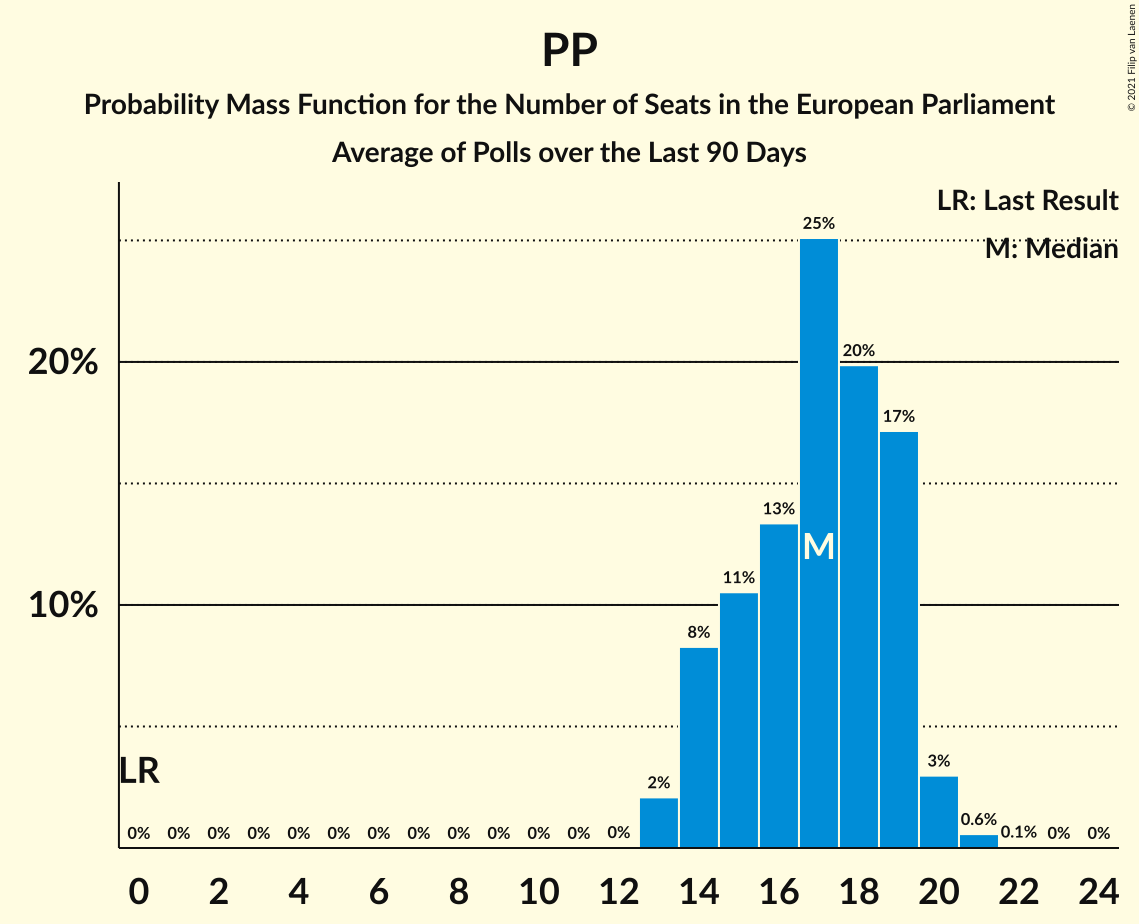 PP
Probability Mass Function for the Number of Seats in the European Parliament
Average of Polls over the Last 90 Days
© 2021 Filip van Laenen
LR: Last Result
M: Median
25%
20%
20%
17%
13%
M
11%
10%
8%
LR
2%
3%
0.6%
0.1%
0% 0% 0% 0% 0% 0% 0% 0% 0% 0% 0% 0% 0% 0% 0%
0 2 4 6 8 10 12 14 16 18 20 22 24